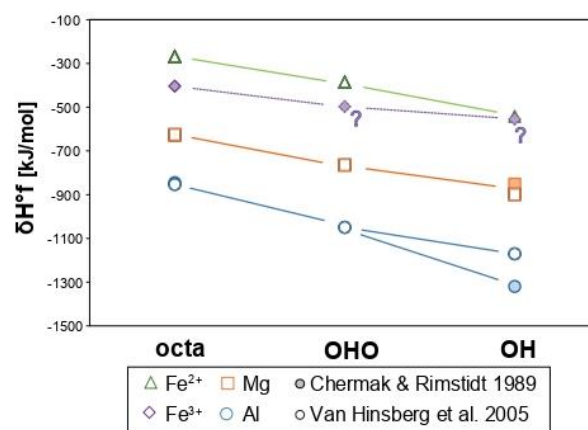 -100
-300
-500
-700
-900
-1100
-1300
-1500
δH°f [kJ/mol]
?
?
octa OHO OH
Fe²⁺ Mg Chermak & Rimstidt 1989
Fe³⁺ Al Van Hinsberg et al. 2005